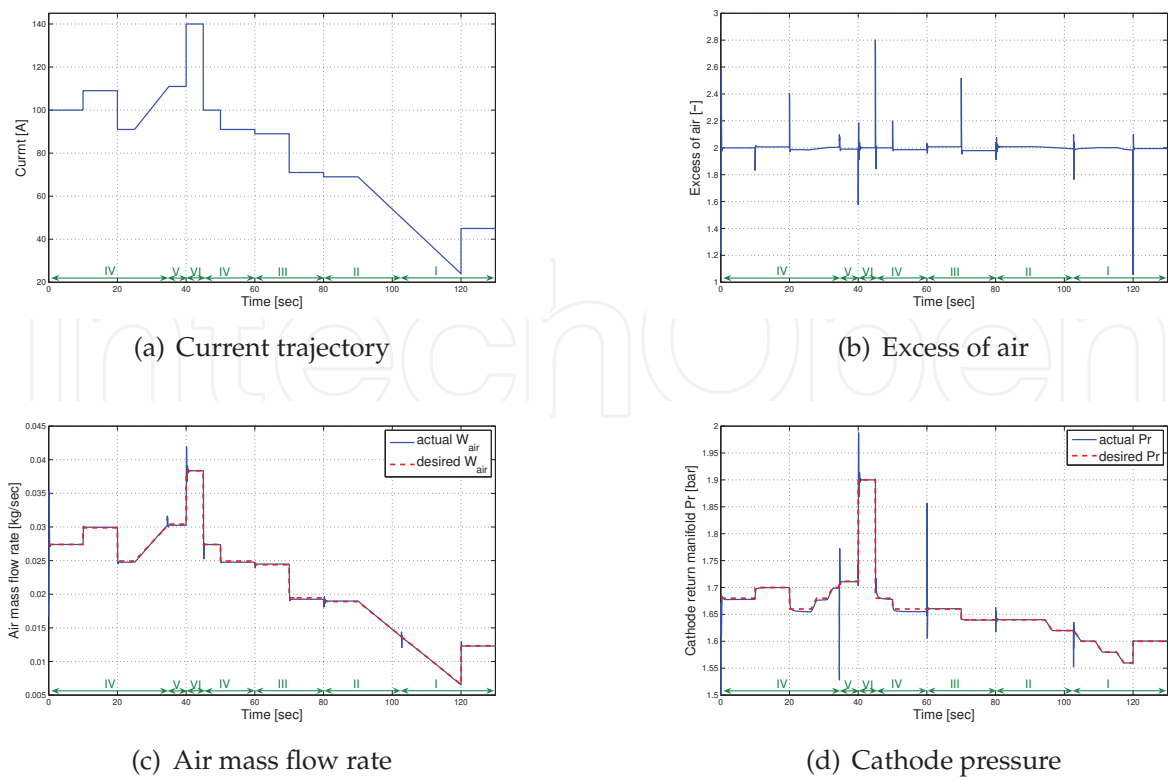 140
120
100
80
60
40
20
Currnt [A]
IV V VI IV III II I
0 20 40 60 80 100 120
Time [sec]
(a) Current trajectory
3
2.8
2.6
2.4
2.2
2
1.8
1.6
1.4
1.2
1
Excess of air [−]
IV V VI IV III II I
0 20 40 60 80 100 120
Time [sec]
(b) Excess of air
IntechOpen
0.045
0.04
0.035
0.03
0.025
0.02
0.015
0.01
0.005
Air mass flow rate [kg/sec]
actual W_air
desired W_air
IV V VI IV III II I
0 20 40 60 80 100 120
Time [sec]
(c) Air mass flow rate
2
1.95
1.9
1.85
1.8
1.75
1.7
1.65
1.6
1.55
1.5
Cathode return manifold Pr [bar]
actual Pr
desired Pr
IV V VI IV III II I
0 20 40 60 80 100 120
Time [sec]
(d) Cathode pressure